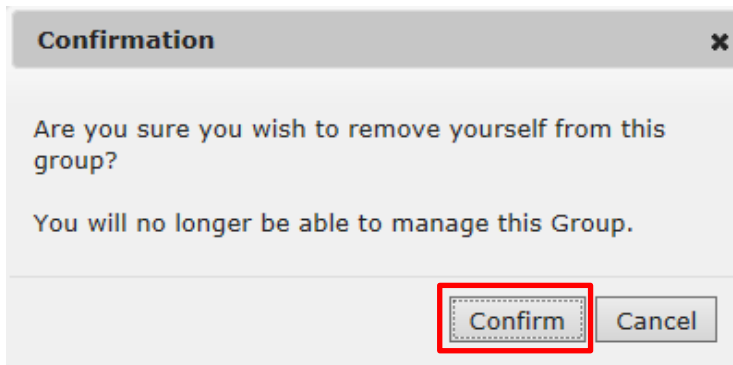 Confirmation
Are you sure you wish to remove yourself from this
group?
You will no longer be able to manage this Group.
Confirm Cancel